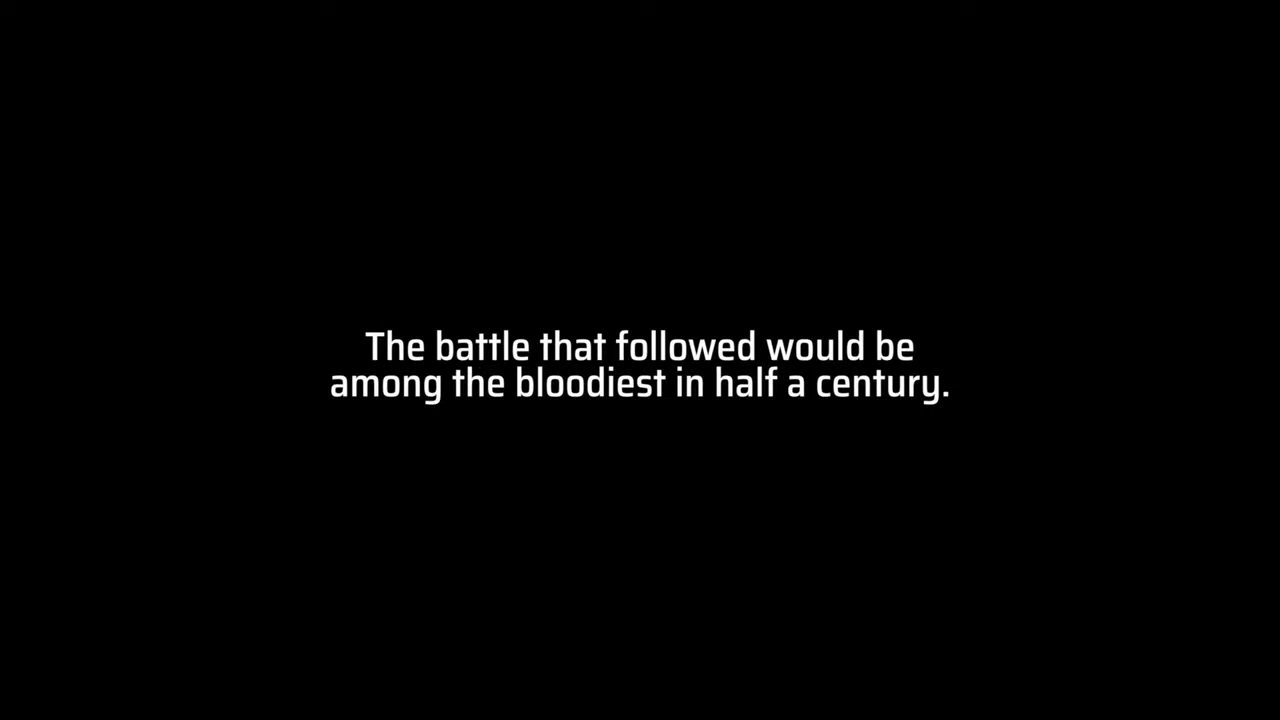 The battle that followed would be
among the bloodiest in half a century.